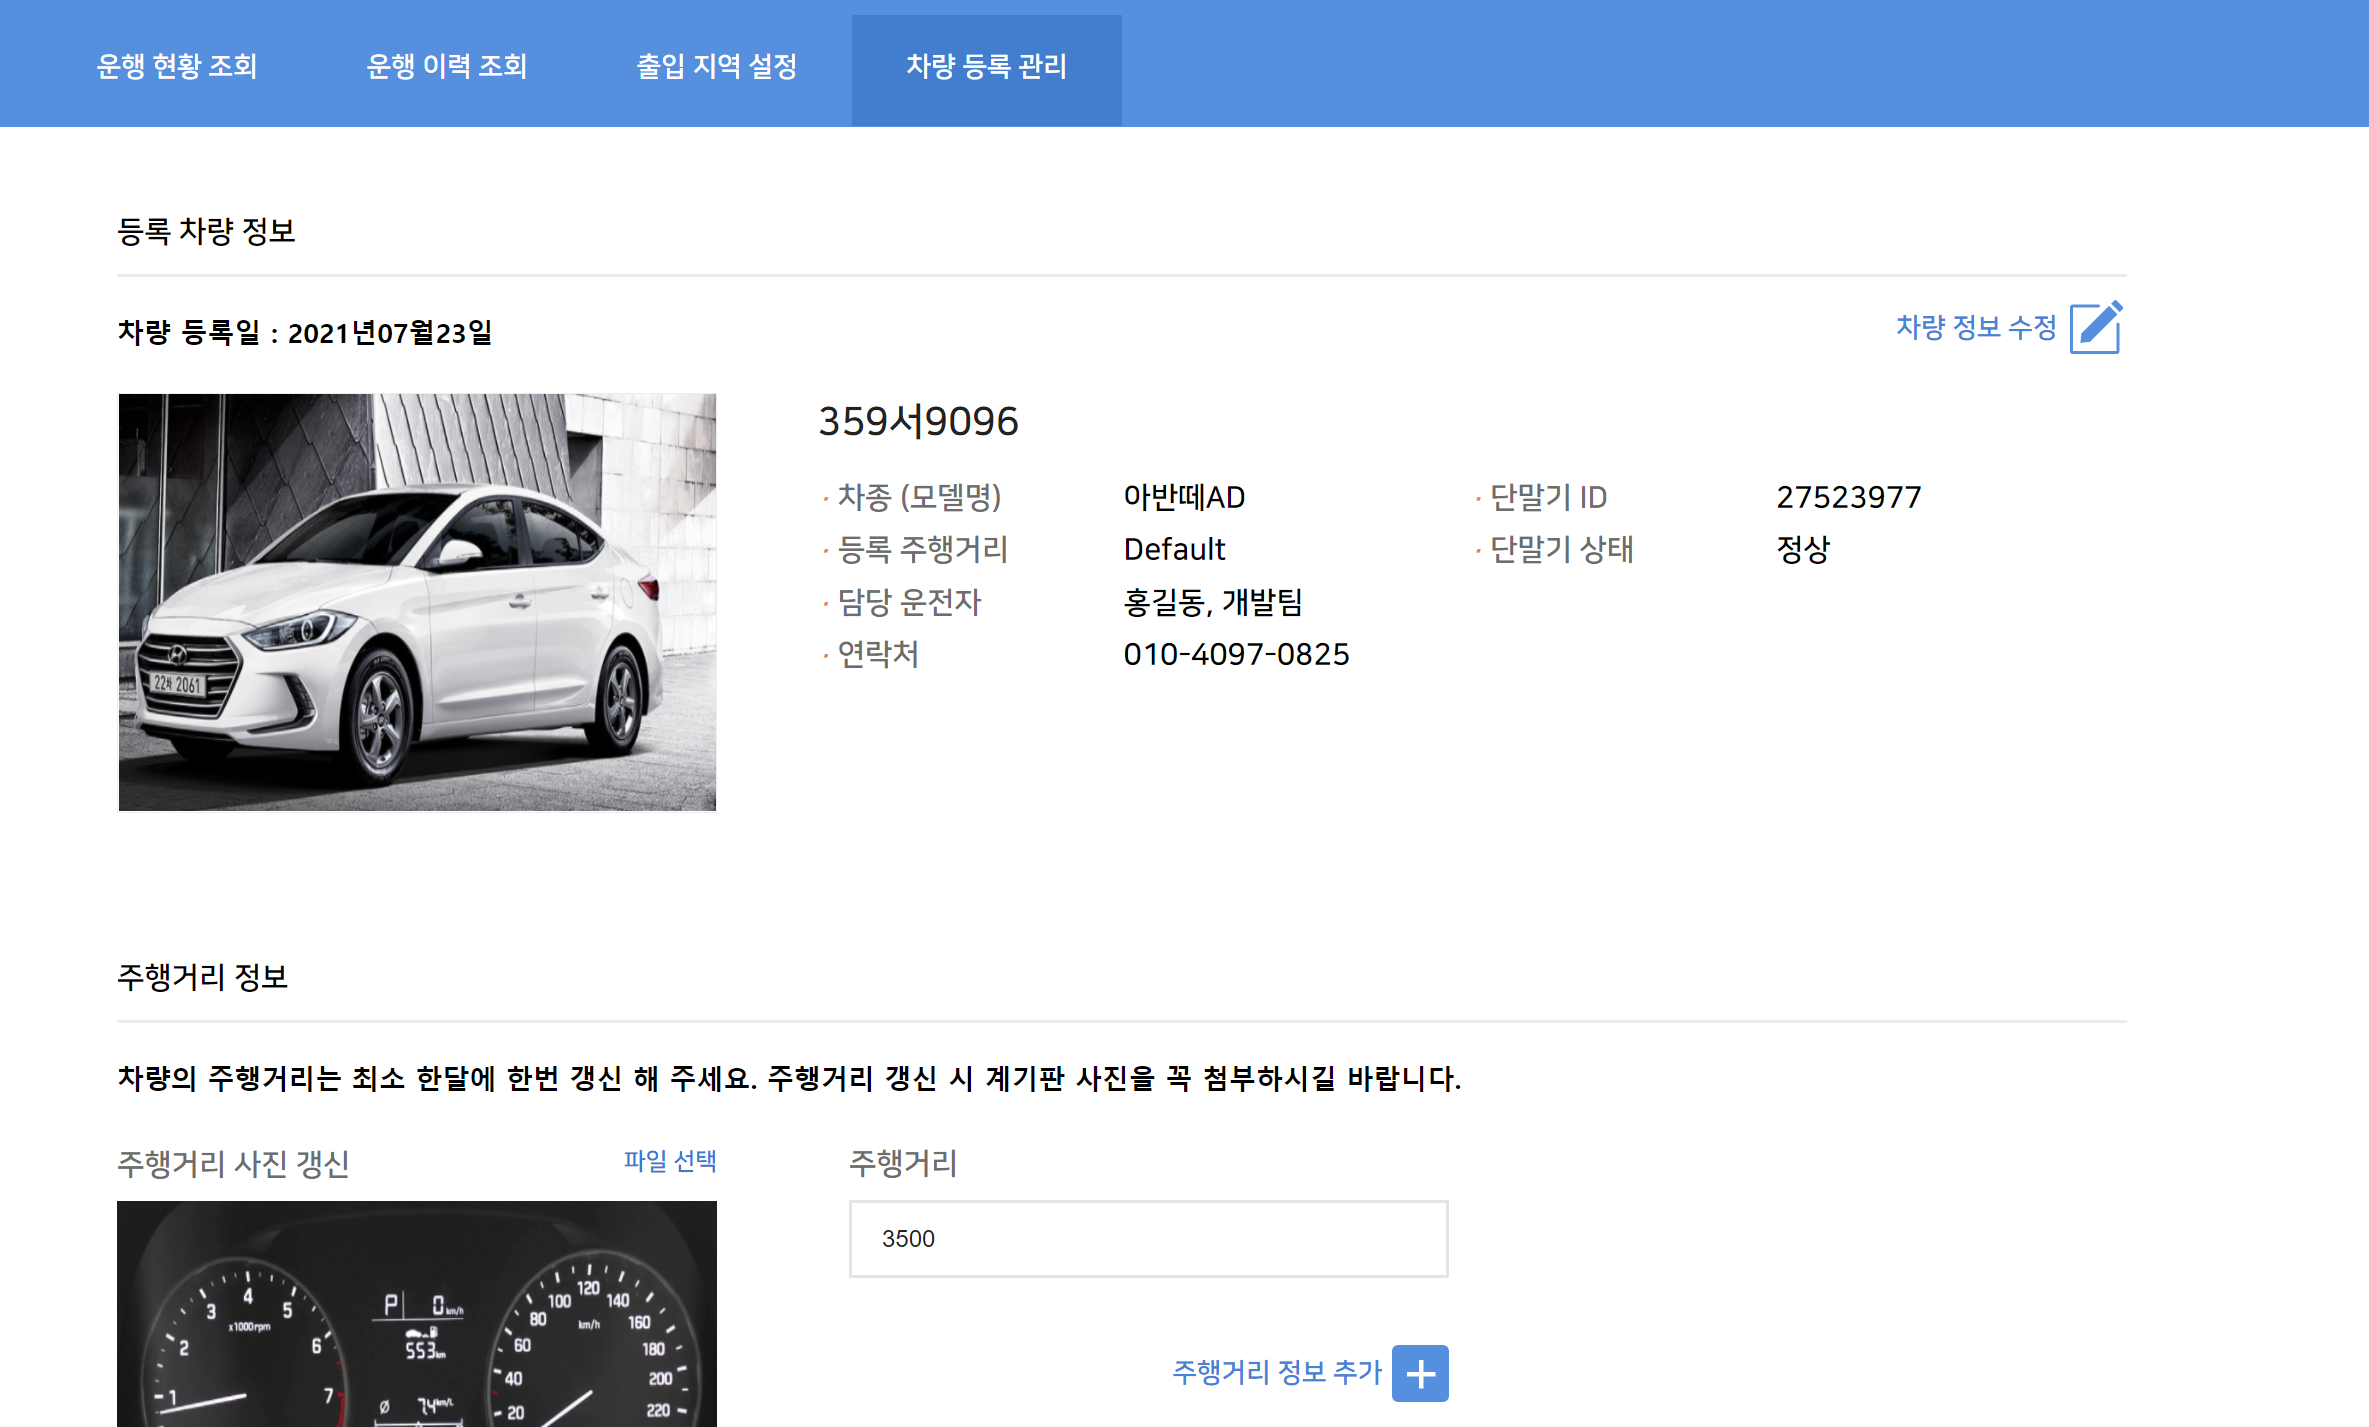 운행 현황 조회 운행 이력 조회 출입 지역 설정 차량 등록 관리
등록 차량 정보
차량 등록일 : 2021년07월23일
차량 정보 수정
359서9096
· 차종 (모델명) 아반떼AD · 단말기 ID 27523977
· 등록 주행거리 Default · 단말기 상태 정상
· 담당 운전자 홍길동, 개발팀
· 연락처 010-4097-0825
22차 2061
주행거리 정보
차량의 주행거리는 최소 한달에 한번 갱신 해 주세요. 주행거리 갱신 시 계기판 사진을 꼭 첨부하시길 바랍니다.
주행거리 사진 갱신 파일 선택
주행거리
3500
주행거리 정보 추가
1 2 3 4 5 6 7
x1000rpm
P 0 km/h
553 km
7.4 km/L
20 40 60 80 100 120 140 160 180 200 220
km/h